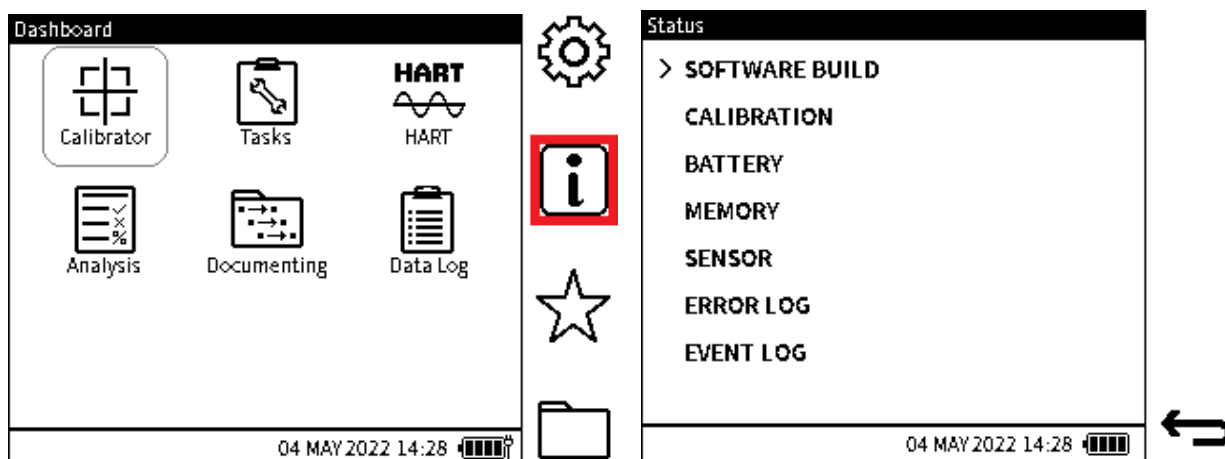 Dashboard
HART
Calibrator Tasks HART
Analysis Documenting Data Log
04 MAY 2022 14:28
i
Status
> SOFTWARE BUILD
CALIBRATION
BATTERY
MEMORY
SENSOR
ERROR LOG
EVENT LOG
04 MAY 2022 14:28